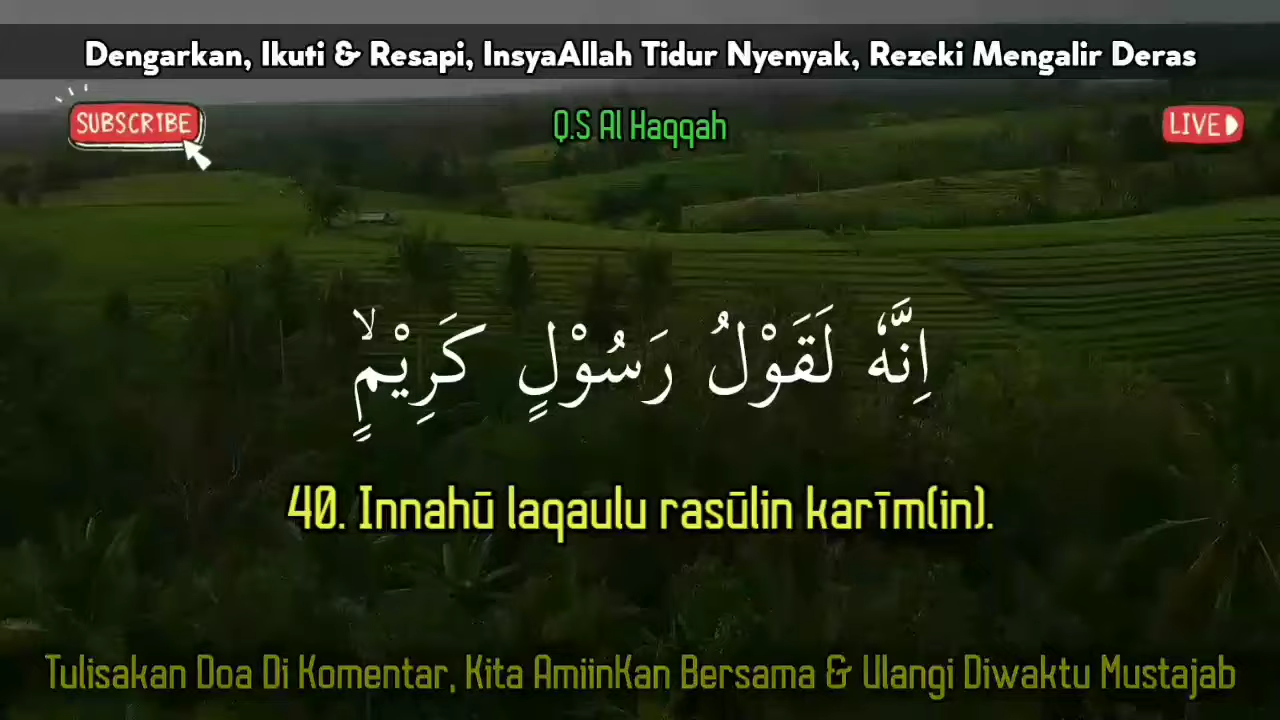 Dengarkan, Ikuti & Resapi, InsyaAllah Tidur Nyenyak, Rezeki Mengalir Deras
SUBSCRIBE
Q.S Al Haqqah
LIVE
اِنَّهٗ لَقَوْلُ رَسُوْلٍ كَرِيْمٍۙ
40. Innahū laqaulu rasūlin karīm(in).
Tulisakan Doa Di Komentar, Kita AmiinKan Bersama & Ulangi Diwaktu Mustajab